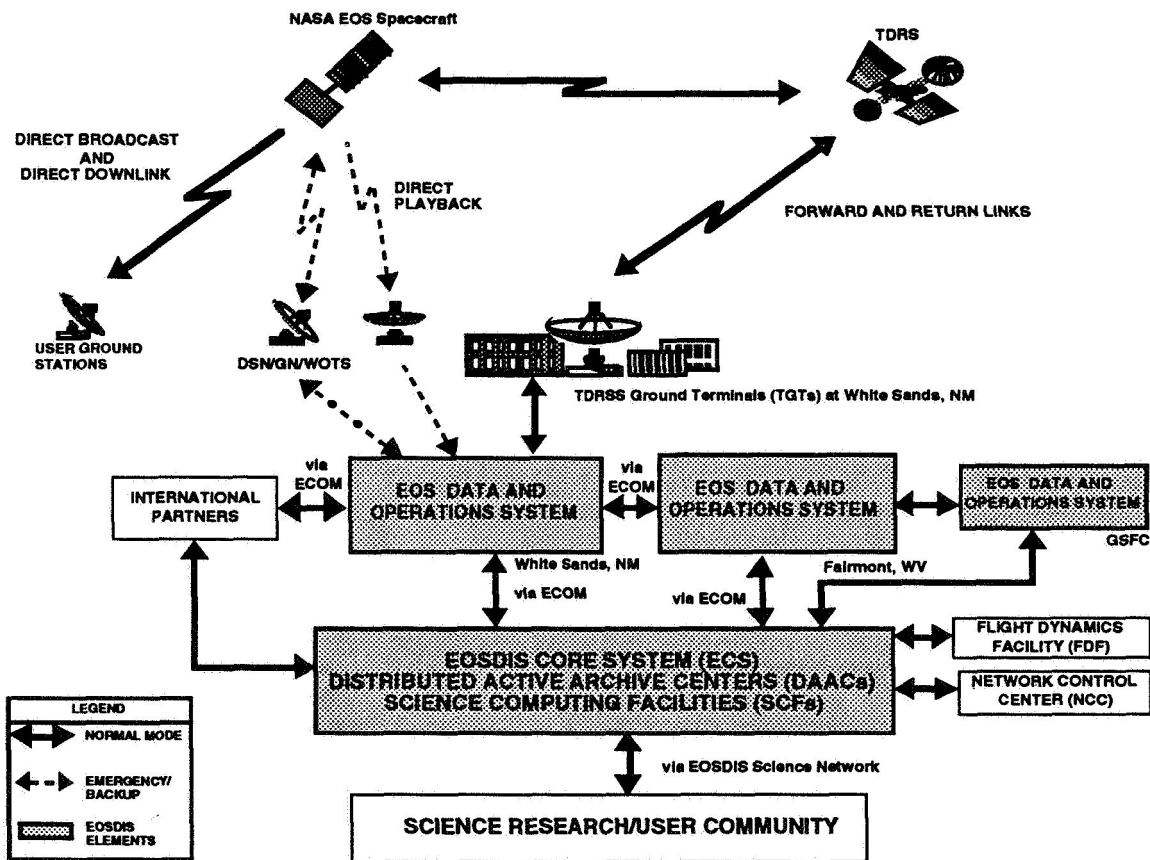 NASA EOS Spacecraft
TDRS
DIRECT BROADCAST
AND
DIRECT DOWNLINK
DIRECT
PLAYBACK
FORWARD AND RETURN LINKS
USER GROUND
STATIONS
DSN/GN/WOTS
TDRSS Ground Terminals (TGTs) at White Sands, NM
via
ECOM
via
ECOM
INTERNATIONAL
PARTNERS
EOS DATA AND
OPERATIONS SYSTEM
EOS DATA AND
OPERATIONS SYSTEM
EOS DATA AND
OPERATIONS SYSTEM
GSFC
White Sands, NM
Fairmont, WV
via ECOM
via ECOM
EOSDIS CORE SYSTEM (ECS)
DISTRIBUTED ACTIVE ARCHIVE CENTERS (DAACs)
SCIENCE COMPUTING FACILITIES (SCFs)
FLIGHT DYNAMICS
FACILITY (FDF)
NETWORK CONTROL
CENTER (NCC)
LEGEND
NORMAL MODE
EMERGENCY/
BACKUP
EOSDIS
ELEMENTS
via EOSDIS Science Network
SCIENCE RESEARCH/USER COMMUNITY